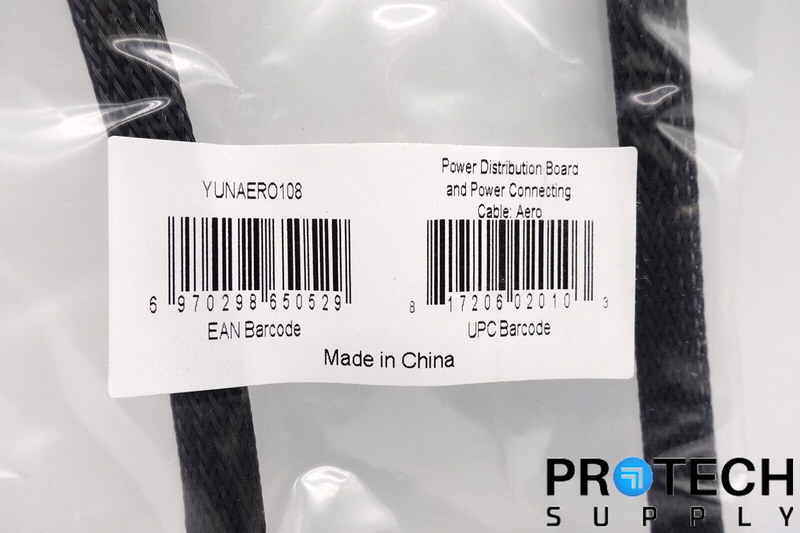 YUNAERO108
6 970298 650529
EAN Barcode
Power Distribution Board
and Power Connecting
Cable: Aero
8 17206 02010 3
UPC Barcode
Made in China
PROTECH
SUPPLY